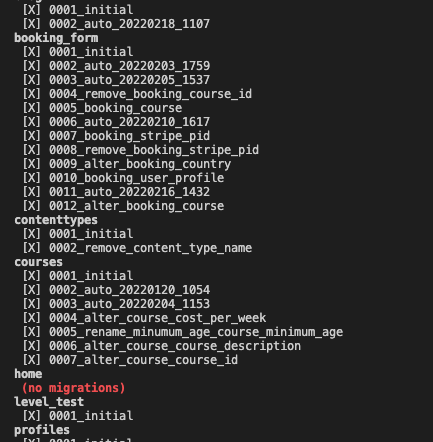 [X] 0001_initial
[X] 0002_auto_20220218_1107
booking_form
[X] 0001_initial
[X] 0002_auto_20220203_1759
[X] 0003_auto_20220205_1537
[X] 0004_remove_booking_course_id
[X] 0005_booking_course
[X] 0006_auto_20220210_1617
[X] 0007_booking_stripe_pid
[X] 0008_remove_booking_stripe_pid
[X] 0009_alter_booking_country
[X] 0010_booking_user_profile
[X] 0011_auto_20220216_1432
[X] 0012_alter_booking_course
contenttypes
[X] 0001_initial
[X] 0002_remove_content_type_name
courses
[X] 0001_initial
[X] 0002_auto_20220120_1054
[X] 0003_auto_20220204_1153
[X] 0004_alter_course_cost_per_week
[X] 0005_rename_minumum_age_course_minimum_age
[X] 0006_alter_course_course_description
[X] 0007_alter_course_course_id
home
(no migrations)
level_test
[X] 0001_initial
profiles
[X] 0001_initial